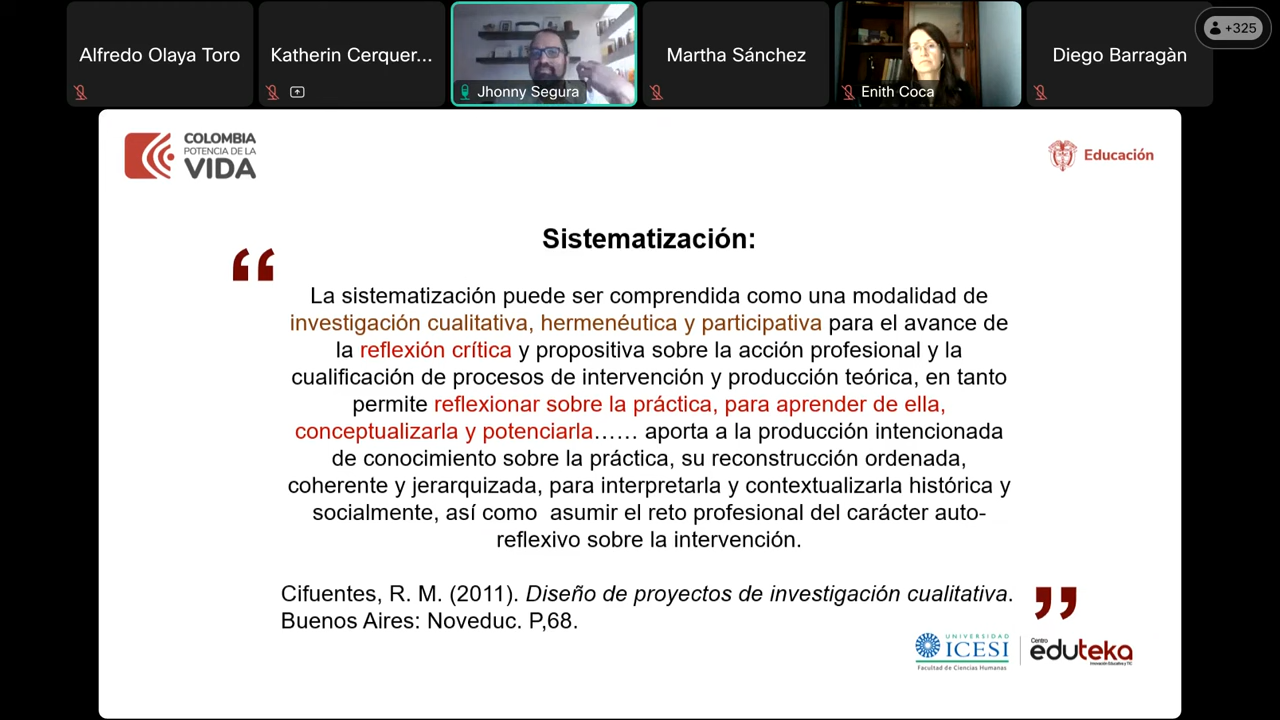 Alfredo Olaya Toro
Katherin Cerquer...
Jhonny Segura
Martha Sánchez
Enith Coca
Diego Barragàn
+325
COLOMBIA
POTENCIA DE LA
VIDA
Educación
Sistematización:
“
La sistematización puede ser comprendida como una modalidad de
investigación cualitativa, hermenéutica y participativa para el avance de
la reflexión crítica y propositiva sobre la acción profesional y la
cualificación de procesos de intervención y producción teórica, en tanto
permite reflexionar sobre la práctica, para aprender de ella,
conceptualizarla y potenciarla…… aporta a la producción intencionada
de conocimiento sobre la práctica, su reconstrucción ordenada,
coherente y jerarquizada, para interpretarla y contextualizarla histórica y
socialmente, así como  asumir el reto profesional del carácter auto-
reflexivo sobre la intervención.
Cifuentes, R. M. (2011). Diseño de proyectos de investigación cualitativa.
Buenos Aires: Noveduc. P,68.
”
UNIVERSIDAD
ICESI
Facultad de Ciencias Humanas
Centro
eduteka
Innovación Educativa y TIC